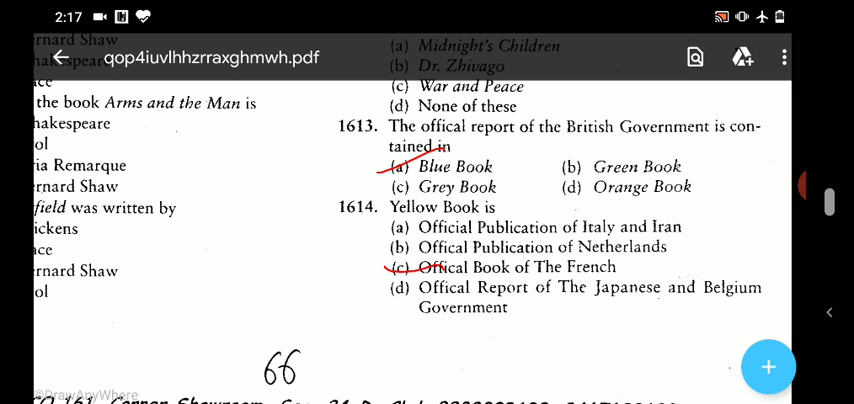 2:17
qop4iuvlhhzrraxghmwh.pdf
rnard Shaw
hakespeare
ace
the book Arms and the Man is
hakespeare
ol
ria Remarque
ernard Shaw
field was written by
ickens
ace
ernard Shaw
ol
(a) Midnight's Children
(b) Dr. Zhivago
(c) War and Peace
(d) None of these
1613. The offical report of the British Government is con-
tained in
(a) Blue Book (b) Green Book
(c) Grey Book (d) Orange Book
1614. Yellow Book is
(a) Official Publication of Italy and Iran
(b) Offical Publication of Netherlands
(c) Offical Book of The French
(d) Offical Report of The Japanese and Belgium
Government
66
@DrawAnyWhere